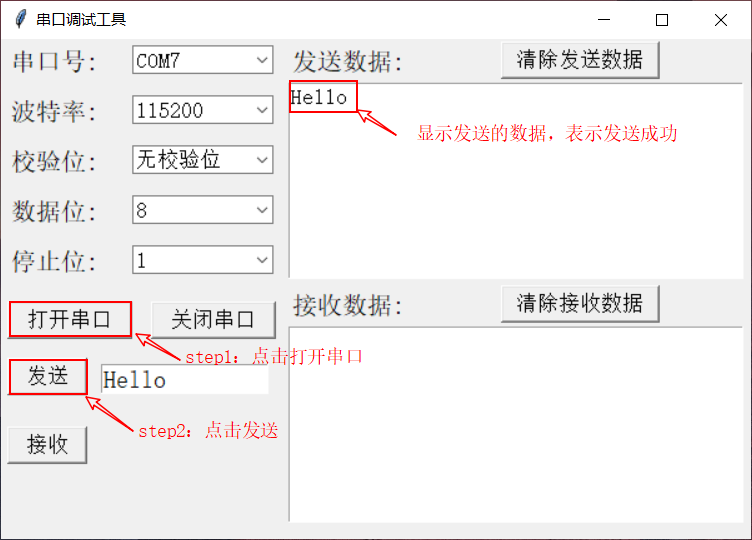 串口调试工具
串口号: COM7
波特率: 115200
校验位: 无校验位
数据位: 8
停止位: 1
打开串口 关闭串口
step1: 点击打开串口
发送 Hello
step2: 点击发送
接收
发送数据: 清除发送数据
Hello
显示发送的数据，表示发送成功
接收数据: 清除接收数据